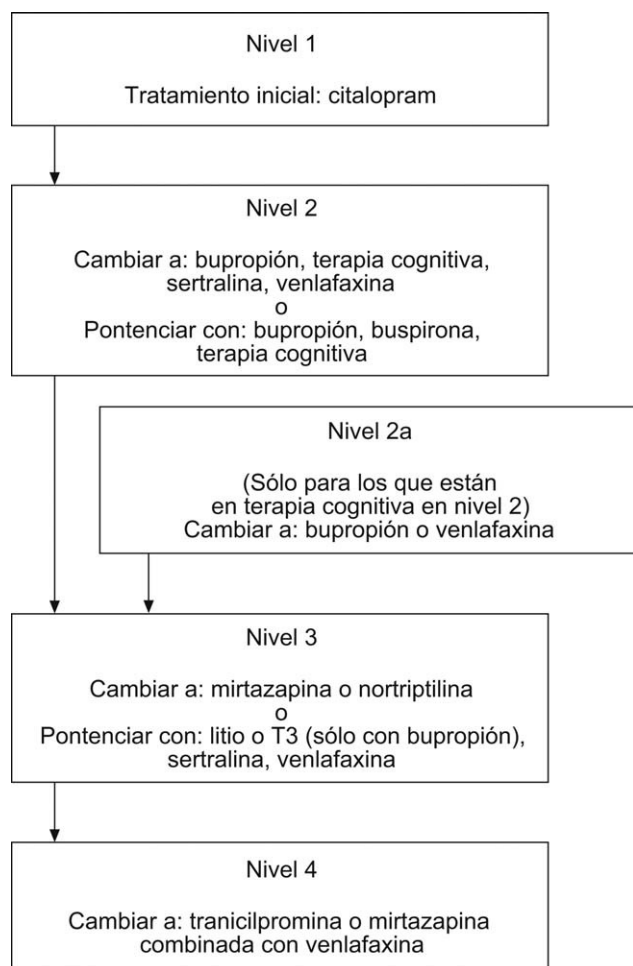 Nivel 1
Tratamiento inicial: citalopram
Nivel 2
Cambiar a: bupropión, terapia cognitiva,
sertralina, venlafaxina
o
Pontenciar con: bupropión, buspirona,
terapia cognitiva
Nivel 2a
(Sólo para los que están
en terapia cognitiva en nivel 2)
Cambiar a: bupropión o venlafaxina
Nivel 3
Cambiar a: mirtazapina o nortriptilina
o
Pontenciar con: litio o T3 (sólo con bupropión),
sertralina, venlafaxina
Nivel 4
Cambiar a: tranicilpromina o mirtazapina
combinada con venlafaxina